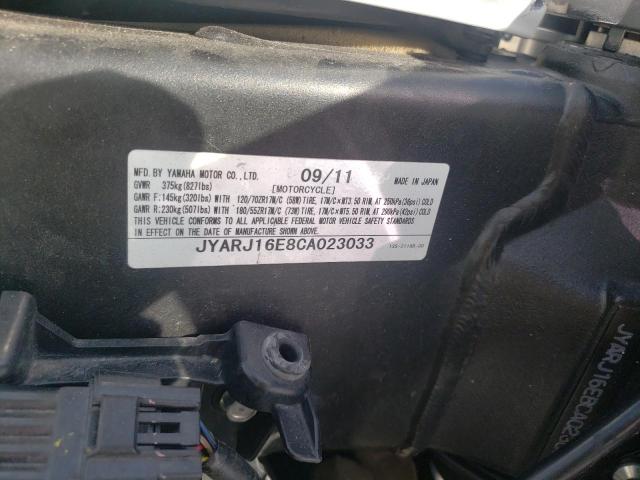 MFD. BY YAMAHA MOTOR CO., LTD. 09/11 MADE IN JAPAN
GVWR 375kg(827lbs) [MOTORCYCLE]
GAWR F:145kg(320lbs) WITH 120/70ZR17M/C (58W) TIRE, 17M/C×MT3.50 RIM, AT 250kPa(36psi) COLD
GAWR R:230kg(507lbs) WITH 180/55ZR17M/C (73W) TIRE, 17M/C×MT5.50 RIM, AT 290kPa(42psi) COLD
THIS VEHICLE CONFORMS TO ALL APPLICABLE FEDERAL MOTOR VEHICLE SAFETY STANDARDS
IN EFFECT ON THE DATE OF MANUFACTURE SHOWN ABOVE.
JYARJ16E8CA023033
JYARJ16E8CA02